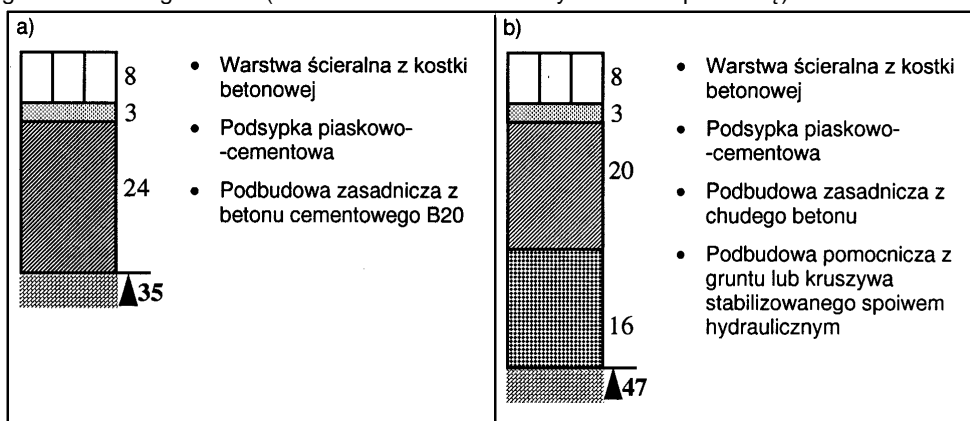 a)
8
3
24
35
• Warstwa ścieralna z kostki
betonowej
• Podsypka piaskowo-
-cementowa
• Podbudowa zasadnicza z
betonu cementowego B20
b)
8
3
20
16
47
• Warstwa ścieralna z kostki
betonowej
• Podsypka piaskowo-
-cementowa
• Podbudowa zasadnicza z
chudego betonu
• Podbudowa pomocnicza z
gruntu lub kruszywa
stabilizowanego spoiwem
hydraulicznym